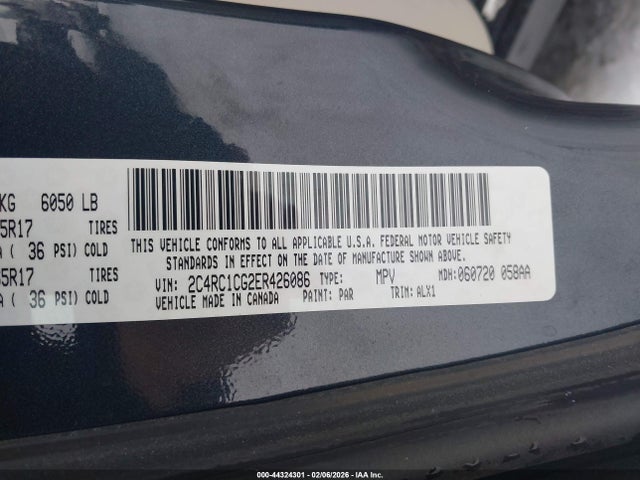 KG 6050 LB
5R17 TIRES
( 36 PSI) COLD
5R17 TIRES
( 36 PSI) COLD
THIS VEHICLE CONFORMS TO ALL APPLICABLE U.S.A. FEDERAL MOTOR VEHICLE SAFETY
STANDARDS IN EFFECT ON THE DATE OF MANUFACTURE SHOWN ABOVE.
VIN: 2C4RC1CG2ER426086 TYPE: MPV MDH:060720 058AA
VEHICLE MADE IN CANADA PAINT: PAR TRIM: ALX1
000-44324301 - 02/06/2026 - IAA Inc.